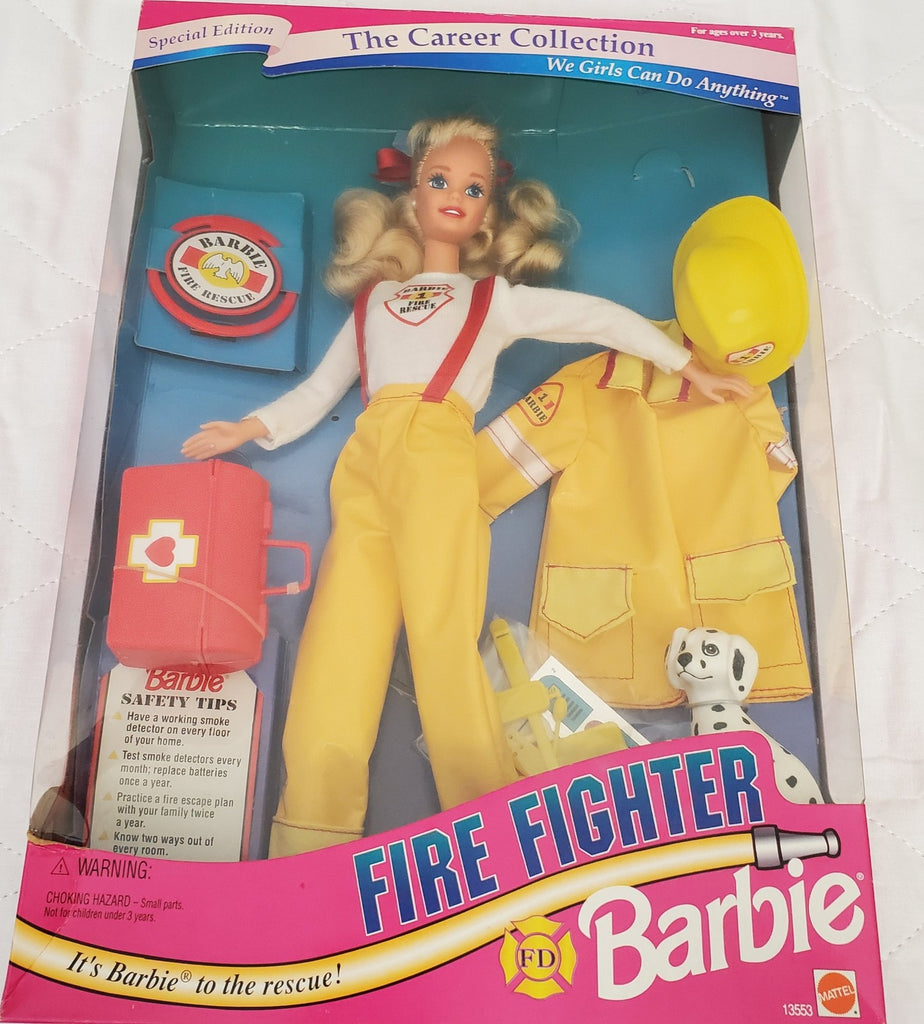 Special Edition
The Career Collection
For ages over 3 years.
We Girls Can Do Anything™
BARBIE
FIRE RESCUE
BARBIE
1
FIRE
RESCUE
BARBIE
1
BARBIE
Barbie
SAFETY TIPS
Have a working smoke
detector on every floor
of your home.
Test smoke detectors every
month; replace batteries
once a year.
Practice a fire escape plan
with your family twice
a year.
Know two ways out of
every room.
⚠ WARNING:
CHOKING HAZARD – Small parts.
Not for children under 3 years.
FIRE FIGHTER
FD
Barbie®
It's Barbie® to the rescue!
13553
MATTEL